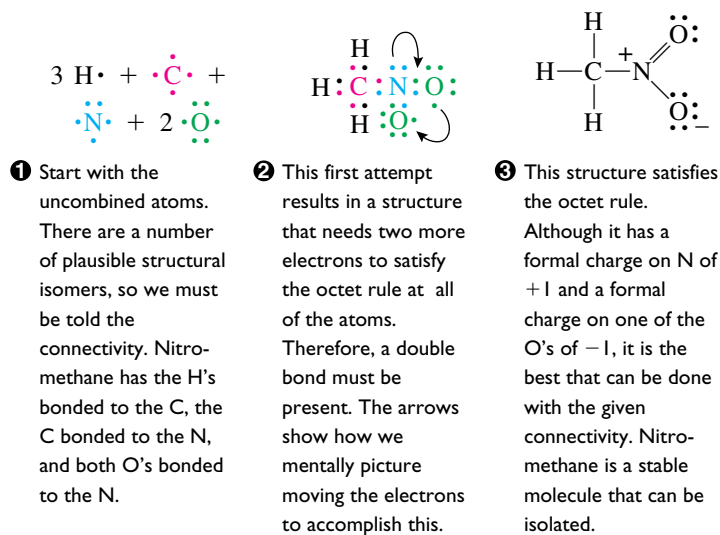 3 H· + ·C· +
·N· + 2 ·O·
H
H:C:N:O:
H O
H
H—C—N O:
H O:
+
−
1 Start with the
uncombined atoms.
There are a number
of plausible structural
isomers, so we must
be told the
connectivity. Nitro-
methane has the H's
bonded to the C, the
C bonded to the N,
and both O's bonded
to the N.
2 This first attempt
results in a structure
that needs two more
electrons to satisfy
the octet rule at all
of the atoms.
Therefore, a double
bond must be
present. The arrows
show how we
mentally picture
moving the electrons
to accomplish this.
3 This structure satisfies
the octet rule.
Although it has a
formal charge on N of
+1 and a formal
charge on one of the
O's of −1, it is the
best that can be done
with the given
connectivity. Nitro-
methane is a stable
molecule that can be
isolated.